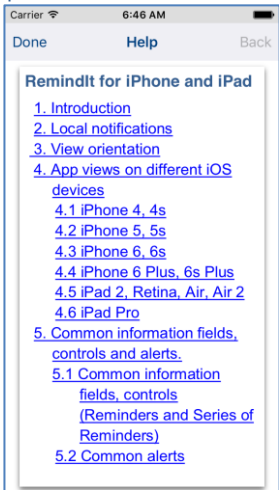 Carrier 6:46 AM
Done Help Back
RemindIt for iPhone and iPad
1. Introduction
2. Local notifications
3. View orientation
4. App views on different iOS
devices
4.1 iPhone 4, 4s
4.2 iPhone 5, 5s
4.3 iPhone 6, 6s
4.4 iPhone 6 Plus, 6s Plus
4.5 iPad 2, Retina, Air, Air 2
4.6 iPad Pro
5. Common information fields,
controls and alerts.
5.1 Common information
fields, controls
(Reminders and Series of
Reminders)
5.2 Common alerts